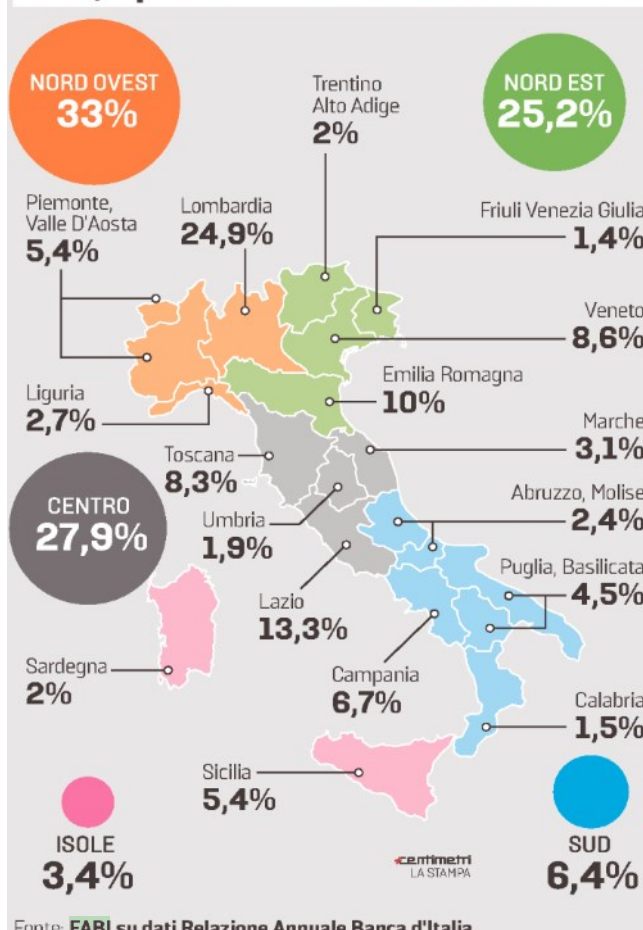 NORD OVEST
33%
Trentino
Alto Adige
2%
NORD EST
25,2%
Piemonte,
Valle D'Aosta
5,4%
Lombardia
24,9%
Friuli Venezia Giulia
1,4%
Veneto
8,6%
Liguria
2,7%
Emilia Romagna
10%
Marche
3,1%
Toscana
8,3%
CENTRO
27,9%
Umbria
1,9%
Abruzzo, Molise
2,4%
Puglia, Basilicata
4,5%
Lazio
13,3%
Sardegna
2%
Campania
6,7%
Calabria
1,5%
Sicilia
5,4%
ISOLE
3,4%
centimetri
LA STAMPA
SUD
6,4%
Fonte: FABI su dati Relazione Annuale Banca d'Italia